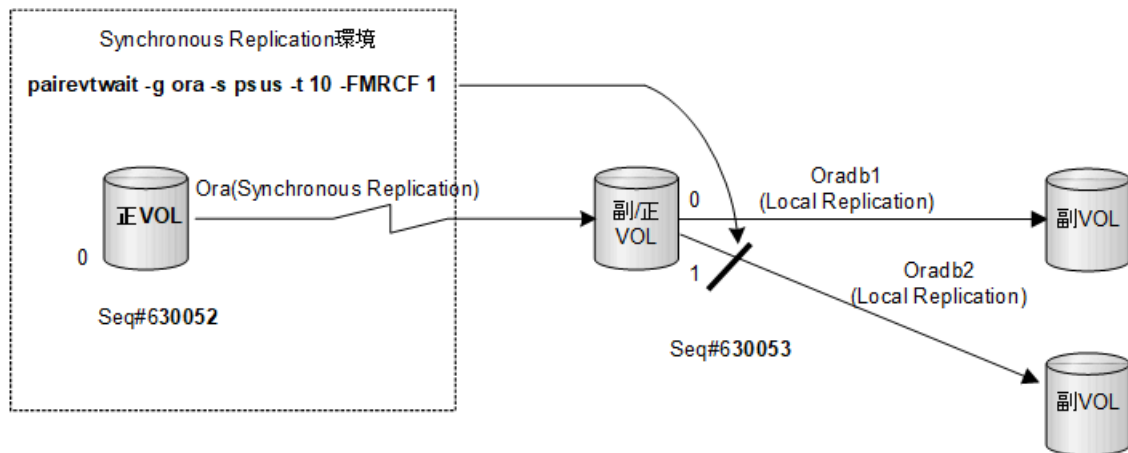 Synchronous Replication環境
pairevtwait -g ora -s psus -t 10 -FMRCF 1
Ora(Synchronous Replication)
正VOL
0
Seq#630052
副/正
VOL
0
1
Seq#630053
Oradb1
(Local Replication)
副VOL
Oradb2
(Local Replication)
副VOL